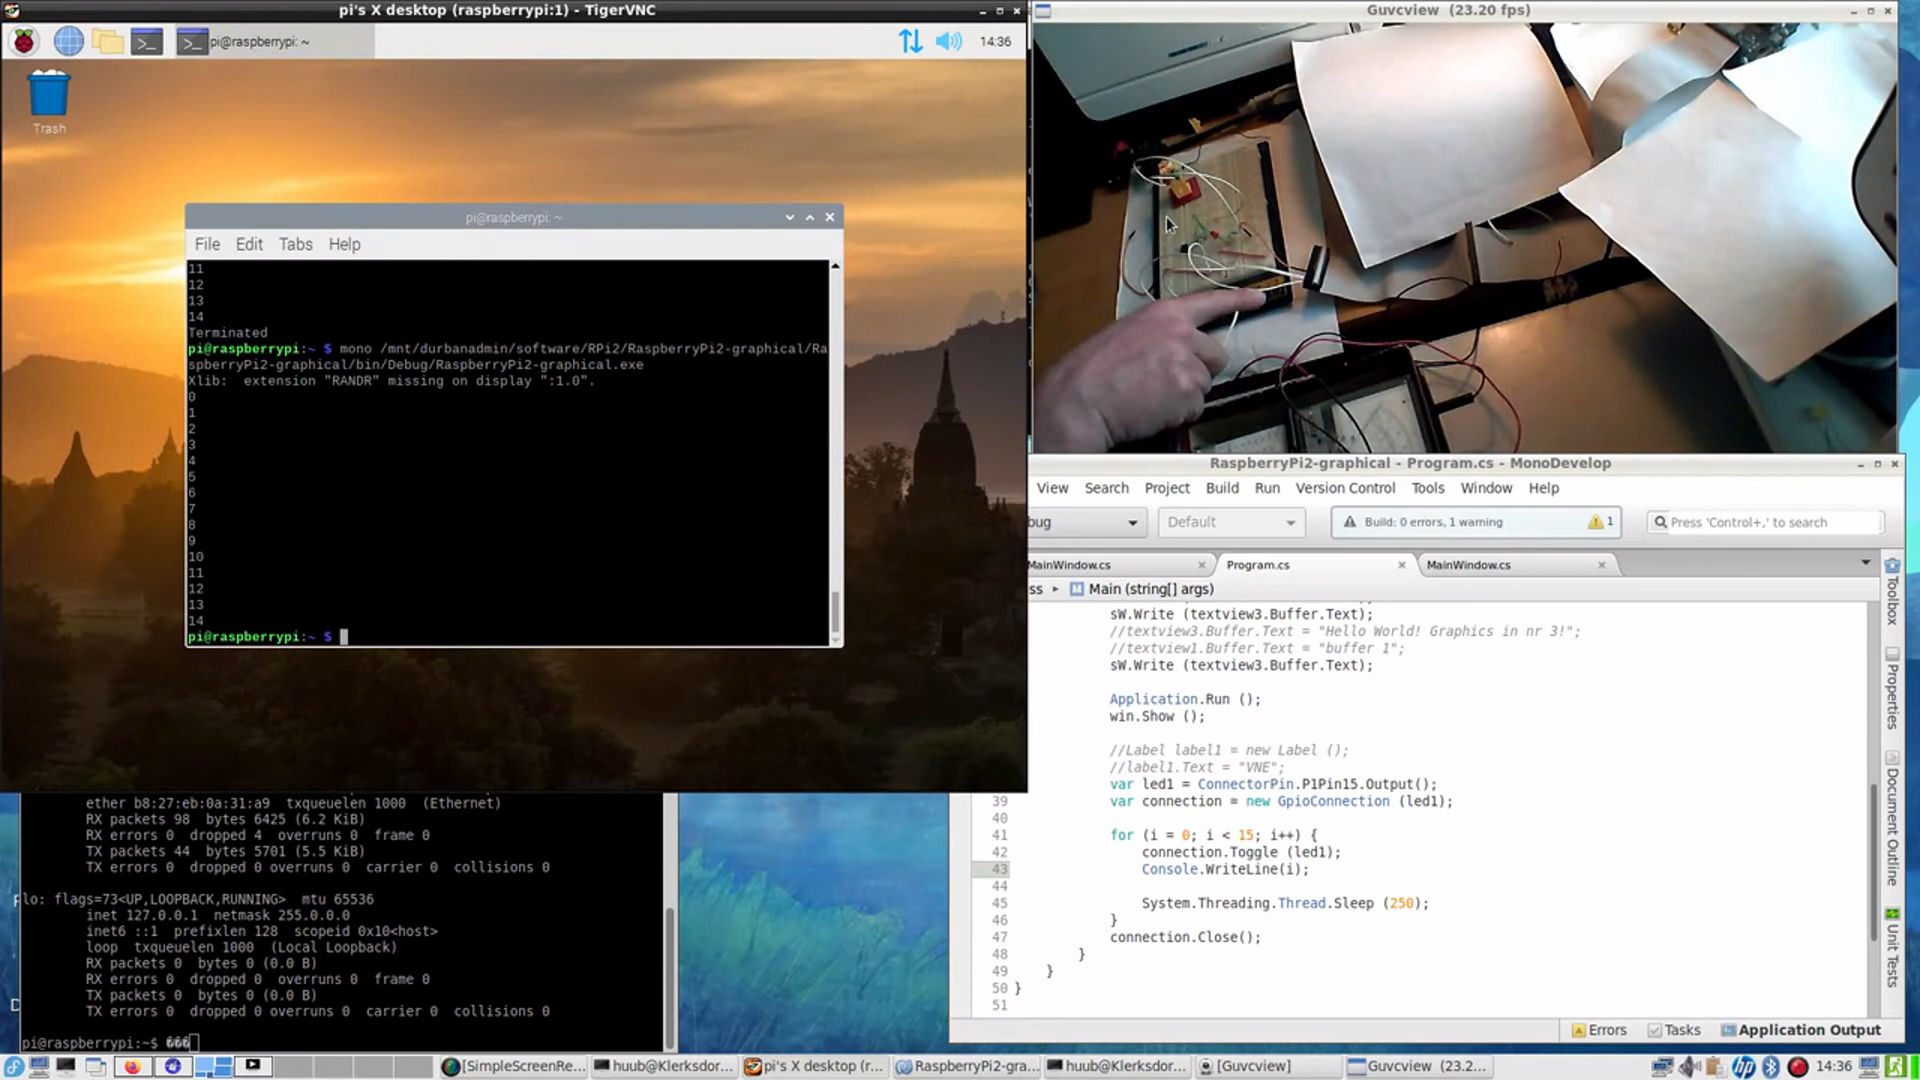 pi's X desktop (raspberrypi:1) - TigerVNC
pi@raspberrypi: ~
14:36
Trash
pi@raspberrypi: ~
File Edit Tabs Help
11
12
13
14
Terminated
pi@raspberrypi:~ $ mono /mnt/durbanadmin/software/RPi2/RaspberryPi2-graphical/Ra
spberryPi2-graphical/bin/Debug/RaspberryPi2-graphical.exe
Xlib: extension "RANDR" missing on display ":1.0".
0
1
2
3
4
5
6
7
8
9
10
11
12
13
14
pi@raspberrypi:~ $
ether b8:27:eb:0a:31:a9 txqueuelen 1000 (Ethernet)
RX packets 98 bytes 6425 (6.2 KiB)
RX errors 0 dropped 4 overruns 0 frame 0
TX packets 44 bytes 5701 (5.5 KiB)
TX errors 0 dropped 0 overruns 0 carrier 0 collisions 0
lo: flags=73<UP,LOOPBACK,RUNNING> mtu 65536
inet 127.0.0.1 netmask 255.0.0.0
inet6 ::1 prefixlen 128 scopeid 0x10<host>
loop txqueuelen 1000 (Local Loopback)
RX packets 0 bytes 0 (0.0 B)
RX errors 0 dropped 0 overruns 0 frame 0
TX packets 0 bytes 0 (0.0 B)
TX errors 0 dropped 0 overruns 0 carrier 0 collisions 0
pi@raspberrypi:~$ ���
Guvcview (23.20 fps)
RaspberryPi2-graphical - Program.cs - MonoDevelop
View Search Project Build Run Version Control Tools Window Help
bug Default Build: 0 errors, 1 warning 1 Press 'Control+,' to search
MainWindow.cs Program.cs MainWindow.cs
ss Main (string[] args)
sW.Write (textview3.Buffer.Text);
//textview3.Buffer.Text = "Hello World! Graphics in nr 3!";
//textview1.Buffer.Text = "buffer 1";
sW.Write (textview3.Buffer.Text);
Application.Run ();
win.Show ();
//Label label1 = new Label ();
//label1.Text = "VNE";
var led1 = ConnectorPin.P1Pin15.Output();
39 var connection = new GpioConnection (led1);
40
41 for (i = 0; i < 15; i++) {
42 connection.Toggle (led1);
43 Console.WriteLine(i);
44
45 System.Threading.Thread.Sleep (250);
46 }
47 connection.Close();
48 }
49 }
50 }
51
Toolbox
Properties
Document Outline
Unit Tests
Errors Tasks Application Output
[SimpleScreenRe... huub@Klerksdor... pi's X desktop (r... RaspberryPi2-gra... huub@Klerksdor... [Guvcview] Guvcview (23.2... hp 14:36